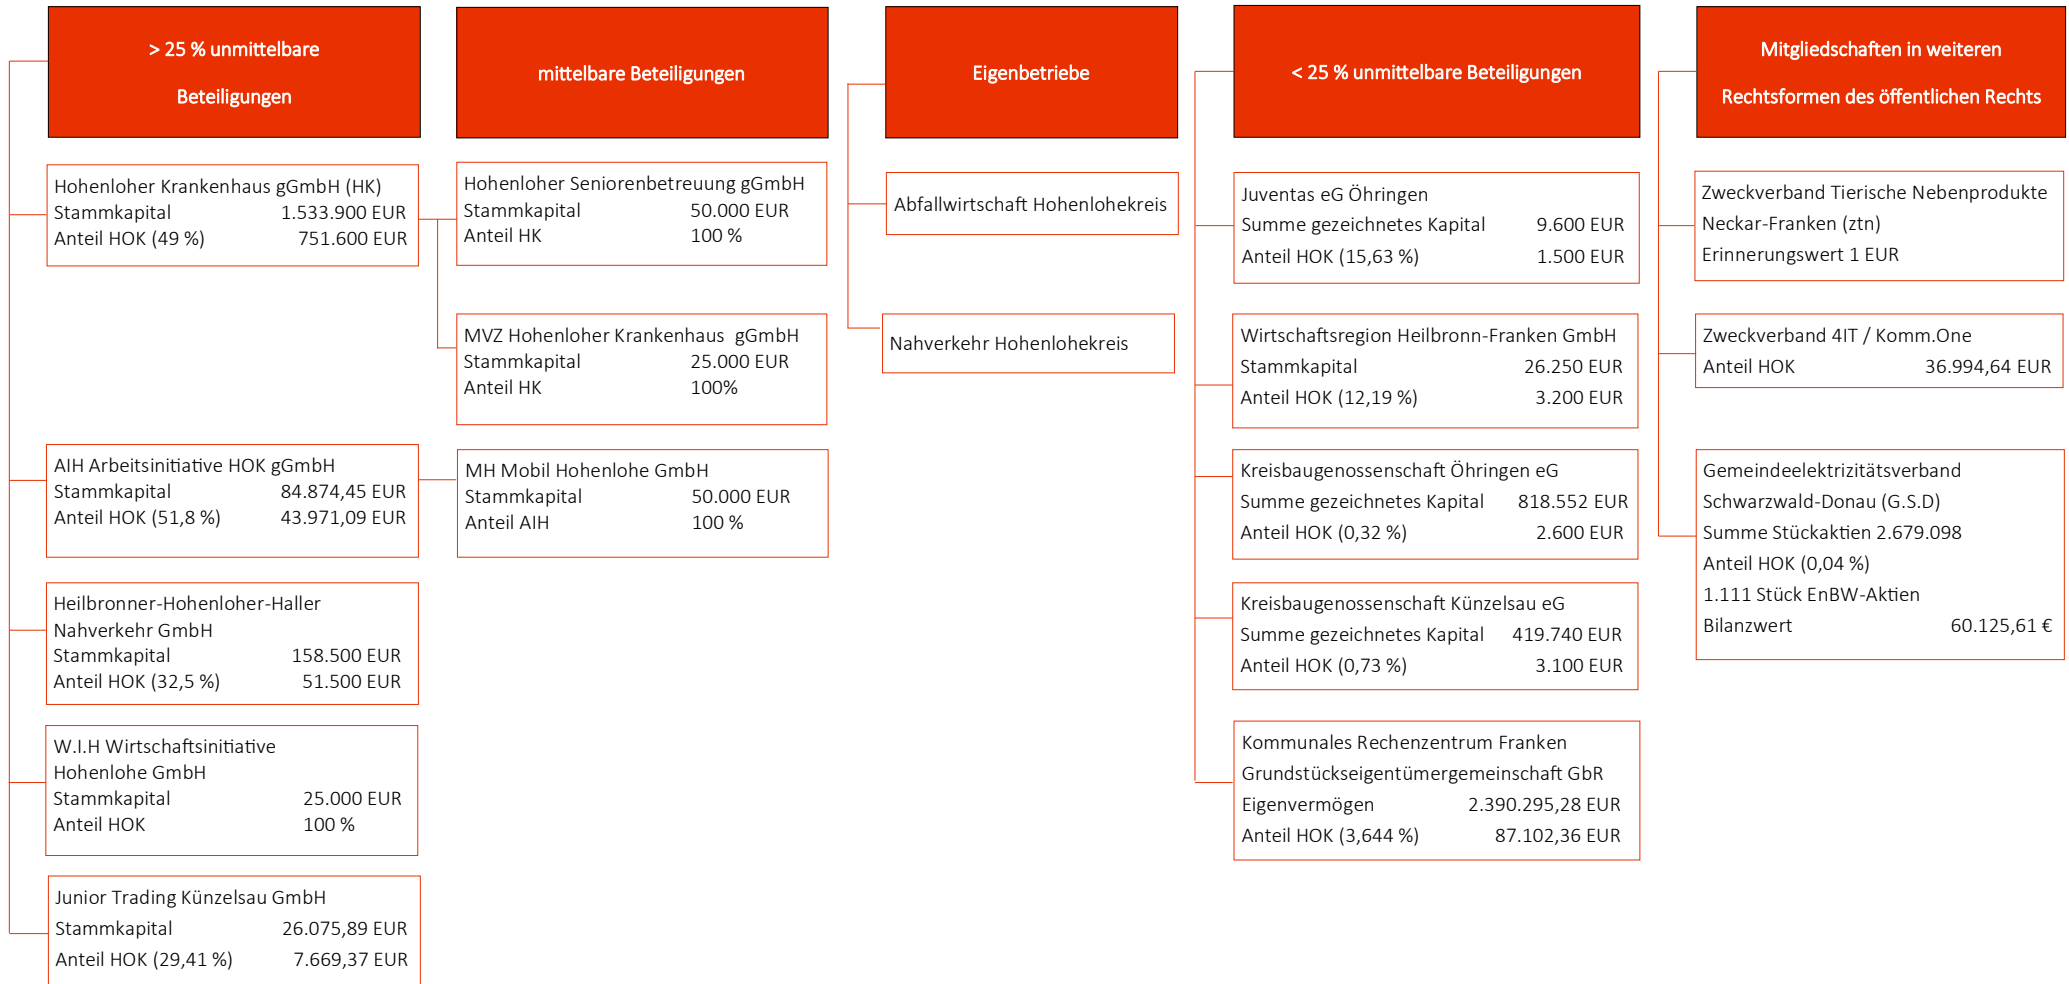 > 25 % unmittelbare
Beteiligungen
Hohenloher Krankenhaus gGmbH (HK)
Stammkapital 1.533.900 EUR
Anteil HOK (49 %) 751.600 EUR
AIH Arbeitsinitiative HOK gGmbH
Stammkapital 84.874,45 EUR
Anteil HOK (51,8 %) 43.971,09 EUR
Heilbronner-Hohenloher-Haller
Nahverkehr GmbH
Stammkapital 158.500 EUR
Anteil HOK (32,5 %) 51.500 EUR
W.I.H Wirtschaftsinitiative
Hohenlohe GmbH
Stammkapital 25.000 EUR
Anteil HOK 100 %
Junior Trading Künzelsau GmbH
Stammkapital 26.075,89 EUR
Anteil HOK (29,41 %) 7.669,37 EUR
mittelbare Beteiligungen
Hohenloher Seniorenbetreuung gGmbH
Stammkapital 50.000 EUR
Anteil HK 100 %
MVZ Hohenloher Krankenhaus gGmbH
Stammkapital 25.000 EUR
Anteil HK 100%
MH Mobil Hohenlohe GmbH
Stammkapital 50.000 EUR
Anteil AIH 100 %
Eigenbetriebe
Abfallwirtschaft Hohenlohekreis
Nahverkehr Hohenlohekreis
< 25 % unmittelbare Beteiligungen
Juventas eG Öhringen
Summe gezeichnetes Kapital 9.600 EUR
Anteil HOK (15,63 %) 1.500 EUR
Wirtschaftsregion Heilbronn-Franken GmbH
Stammkapital 26.250 EUR
Anteil HOK (12,19 %) 3.200 EUR
Kreisbaugenossenschaft Öhringen eG
Summe gezeichnetes Kapital 818.552 EUR
Anteil HOK (0,32 %) 2.600 EUR
Kreisbaugenossenschaft Künzelsau eG
Summe gezeichnetes Kapital 419.740 EUR
Anteil HOK (0,73 %) 3.100 EUR
Kommunales Rechenzentrum Franken
Grundstückseigentümergemeinschaft GbR
Eigenvermögen 2.390.295,28 EUR
Anteil HOK (3,644 %) 87.102,36 EUR
Mitgliedschaften in weiteren
Rechtsformen des öffentlichen Rechts
Zweckverband Tierische Nebenprodukte
Neckar-Franken (ztn)
Erinnerungswert 1 EUR
Zweckverband 4IT / Komm.One
Anteil HOK 36.994,64 EUR
Gemeindeelektrizitätsverband
Schwarzwald-Donau (G.S.D)
Summe Stückaktien 2.679.098
Anteil HOK (0,04 %)
1.111 Stück EnBW-Aktien
Bilanzwert 60.125,61 €